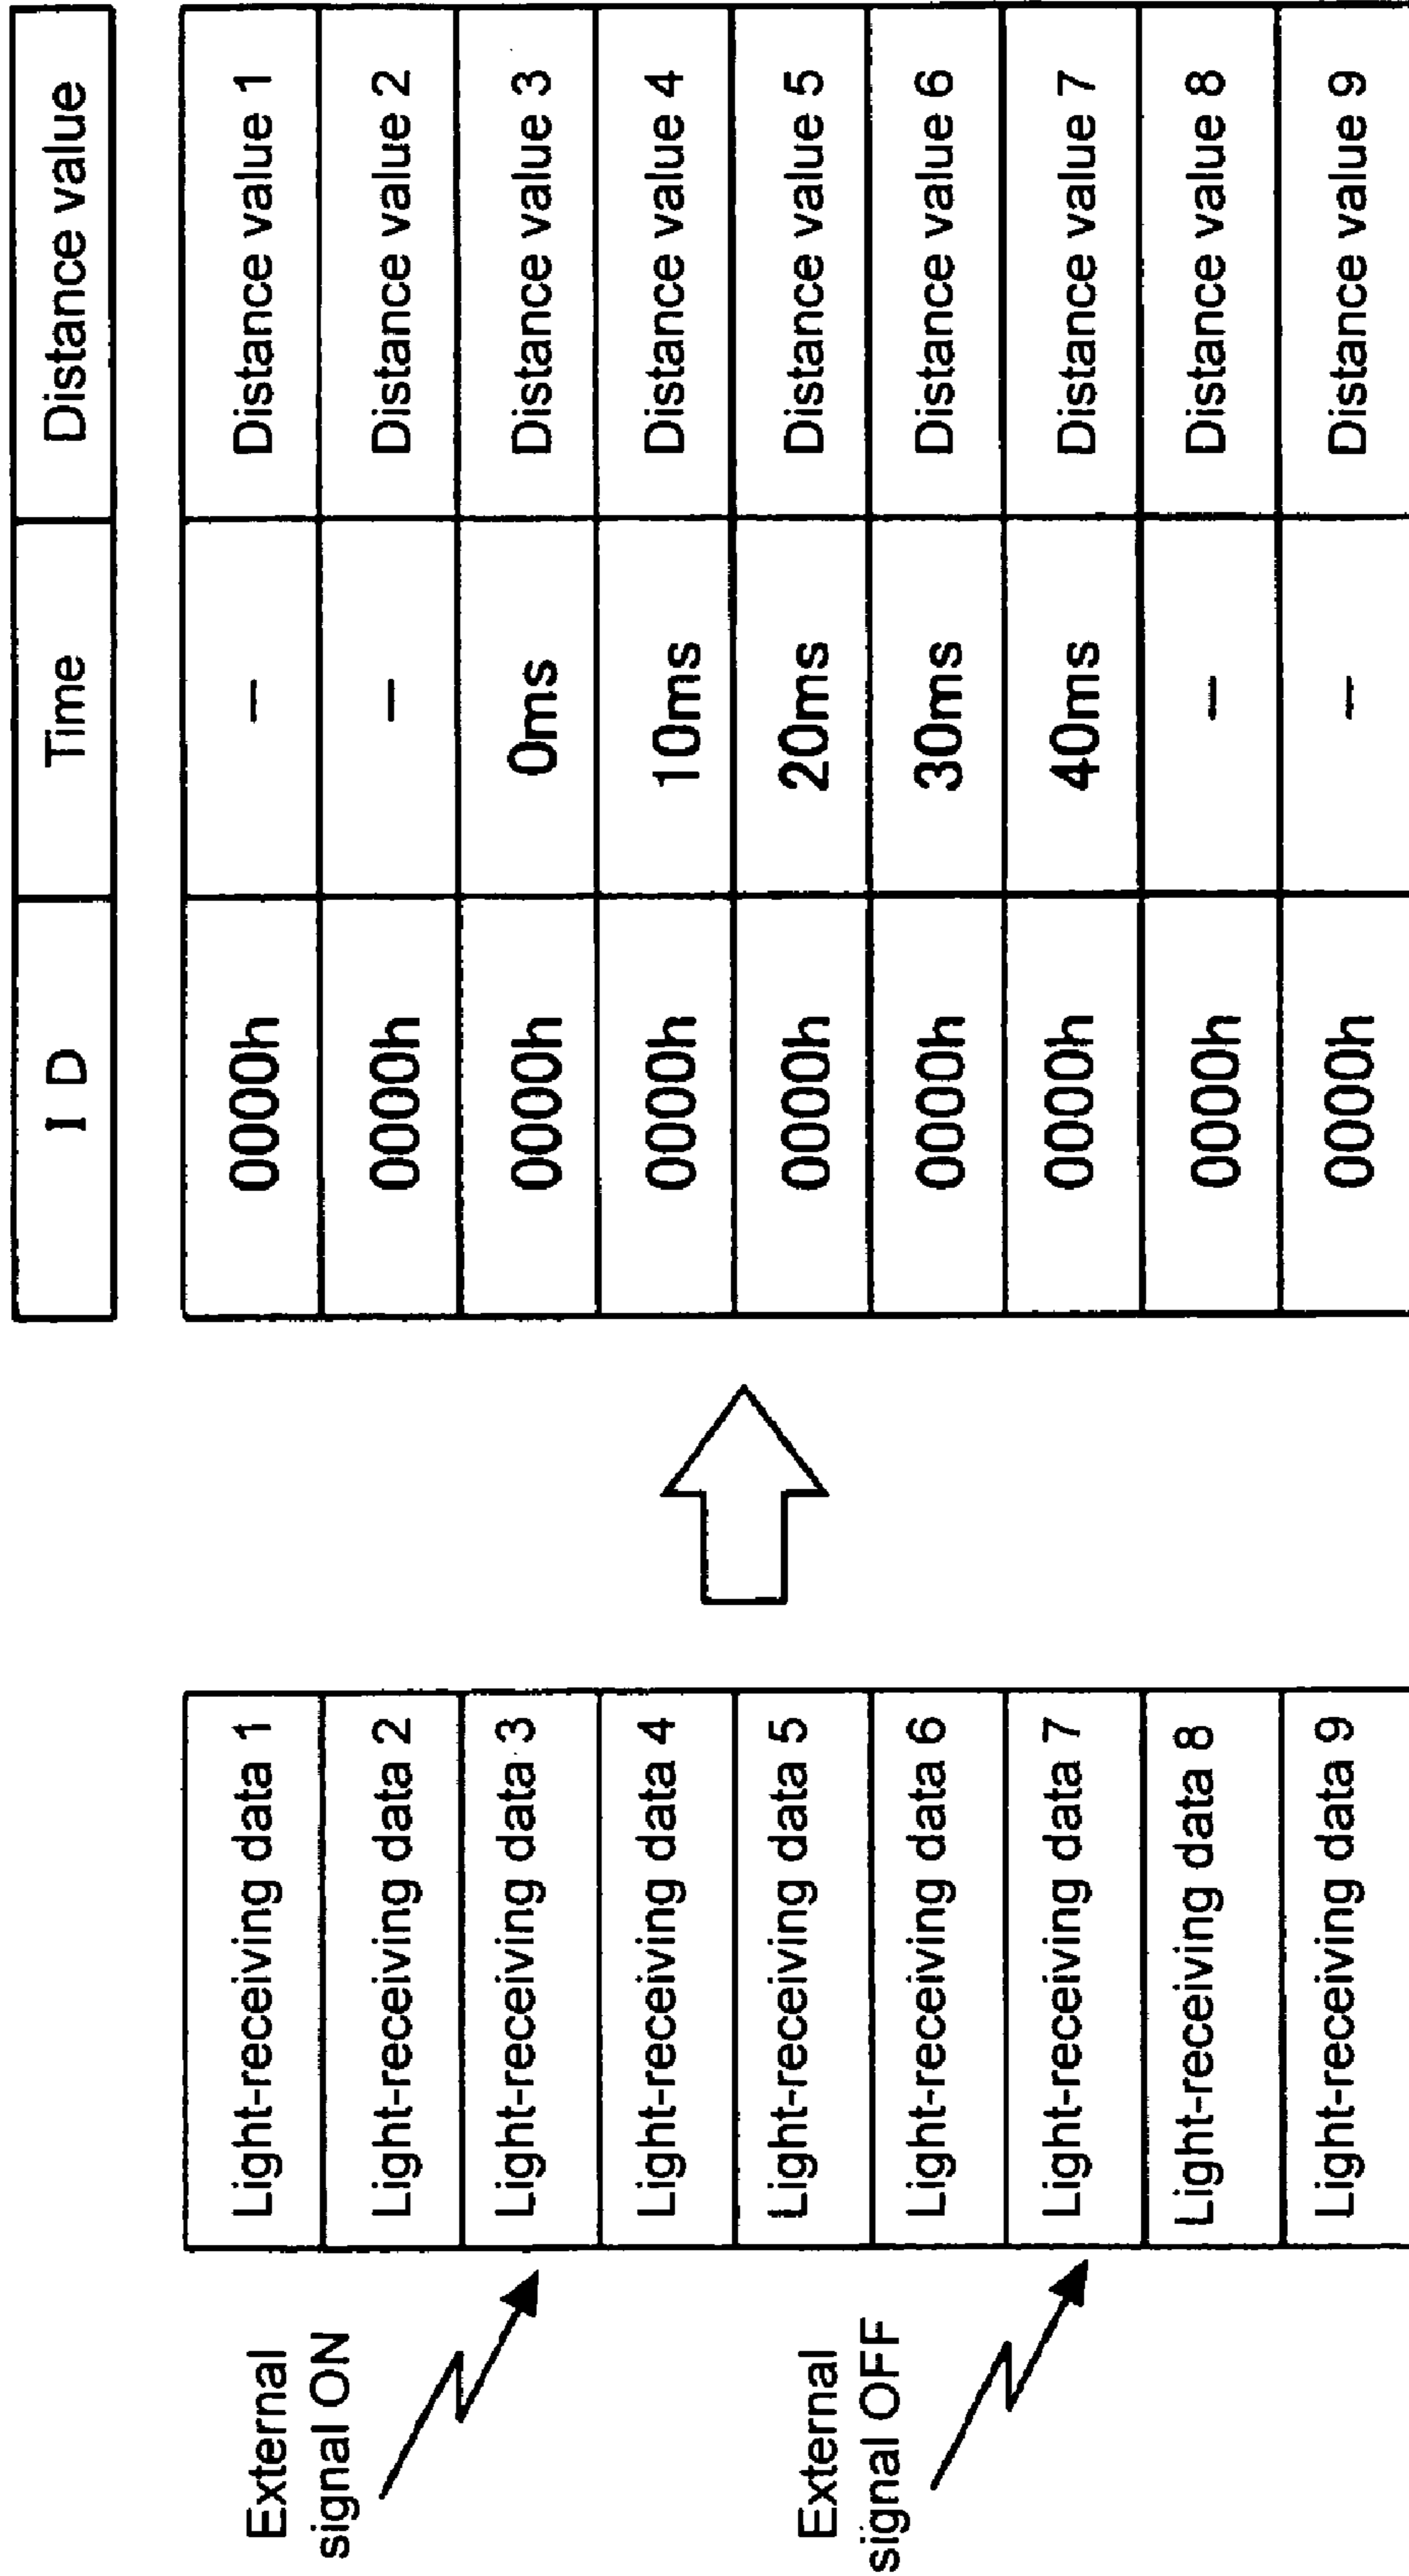 I D Time Distance value
External
signal ON
External
signal OFF
Light-receiving data 1
Light-receiving data 2
Light-receiving data 3
Light-receiving data 4
Light-receiving data 5
Light-receiving data 6
Light-receiving data 7
Light-receiving data 8
Light-receiving data 9
0000h – Distance value 1
0000h – Distance value 2
0000h 0ms Distance value 3
0000h 10ms Distance value 4
0000h 20ms Distance value 5
0000h 30ms Distance value 6
0000h 40ms Distance value 7
0000h – Distance value 8
0000h – Distance value 9